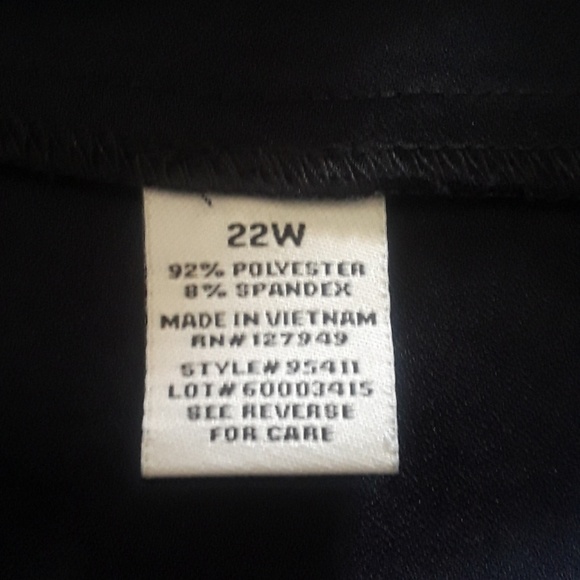 22W
92% POLYESTER
8% SPANDEX
MADE IN VIETNAM
RN#127949
STYLE# 95411
LOT# 60003415
SEE REVERSE
FOR CARE